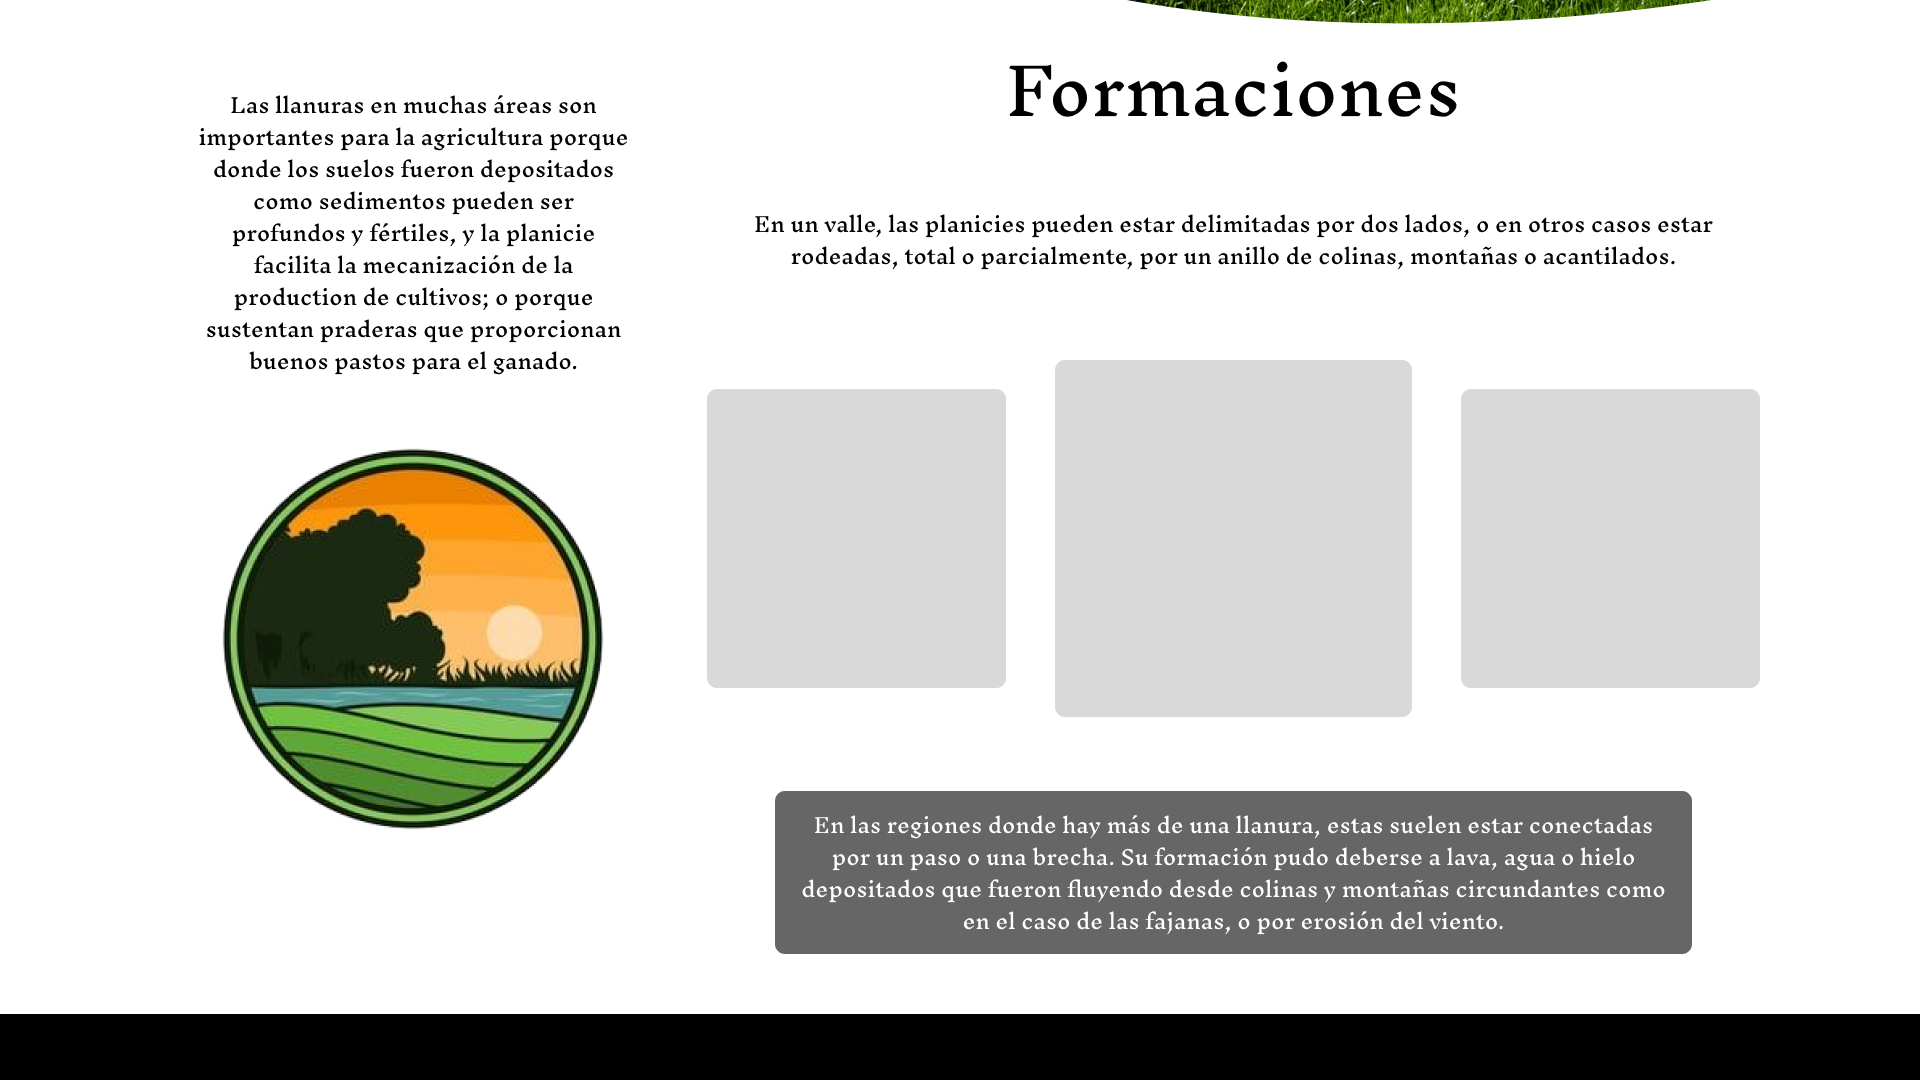 Las llanuras en muchas áreas son
importantes para la agricultura porque
donde los suelos fueron depositados
como sedimentos pueden ser
profundos y fértiles, y la planicie
facilita la mecanización de la
production de cultivos; o porque
sustentan praderas que proporcionan
buenos pastos para el ganado.
Formaciones
En un valle, las planicies pueden estar delimitadas por dos lados, o en otros casos estar
rodeadas, total o parcialmente, por un anillo de colinas, montañas o acantilados.
En las regiones donde hay más de una llanura, estas suelen estar conectadas
por un paso o una brecha. Su formación pudo deberse a lava, agua o hielo
depositados que fueron fluyendo desde colinas y montañas circundantes como
en el caso de las fajanas, o por erosión del viento.